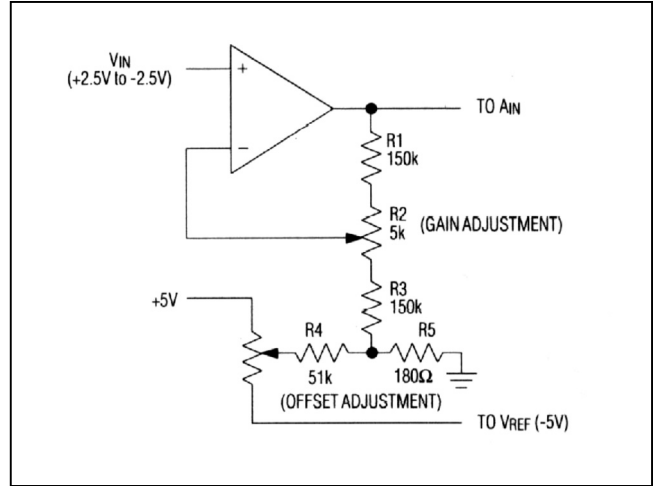 VIN
(+2.5V to -2.5V)
+
−
TO AIN
R1
150k
R2
5k
(GAIN ADJUSTMENT)
R3
150k
+5V
R4
51k
R5
180Ω
(OFFSET ADJUSTMENT)
TO VREF (-5V)